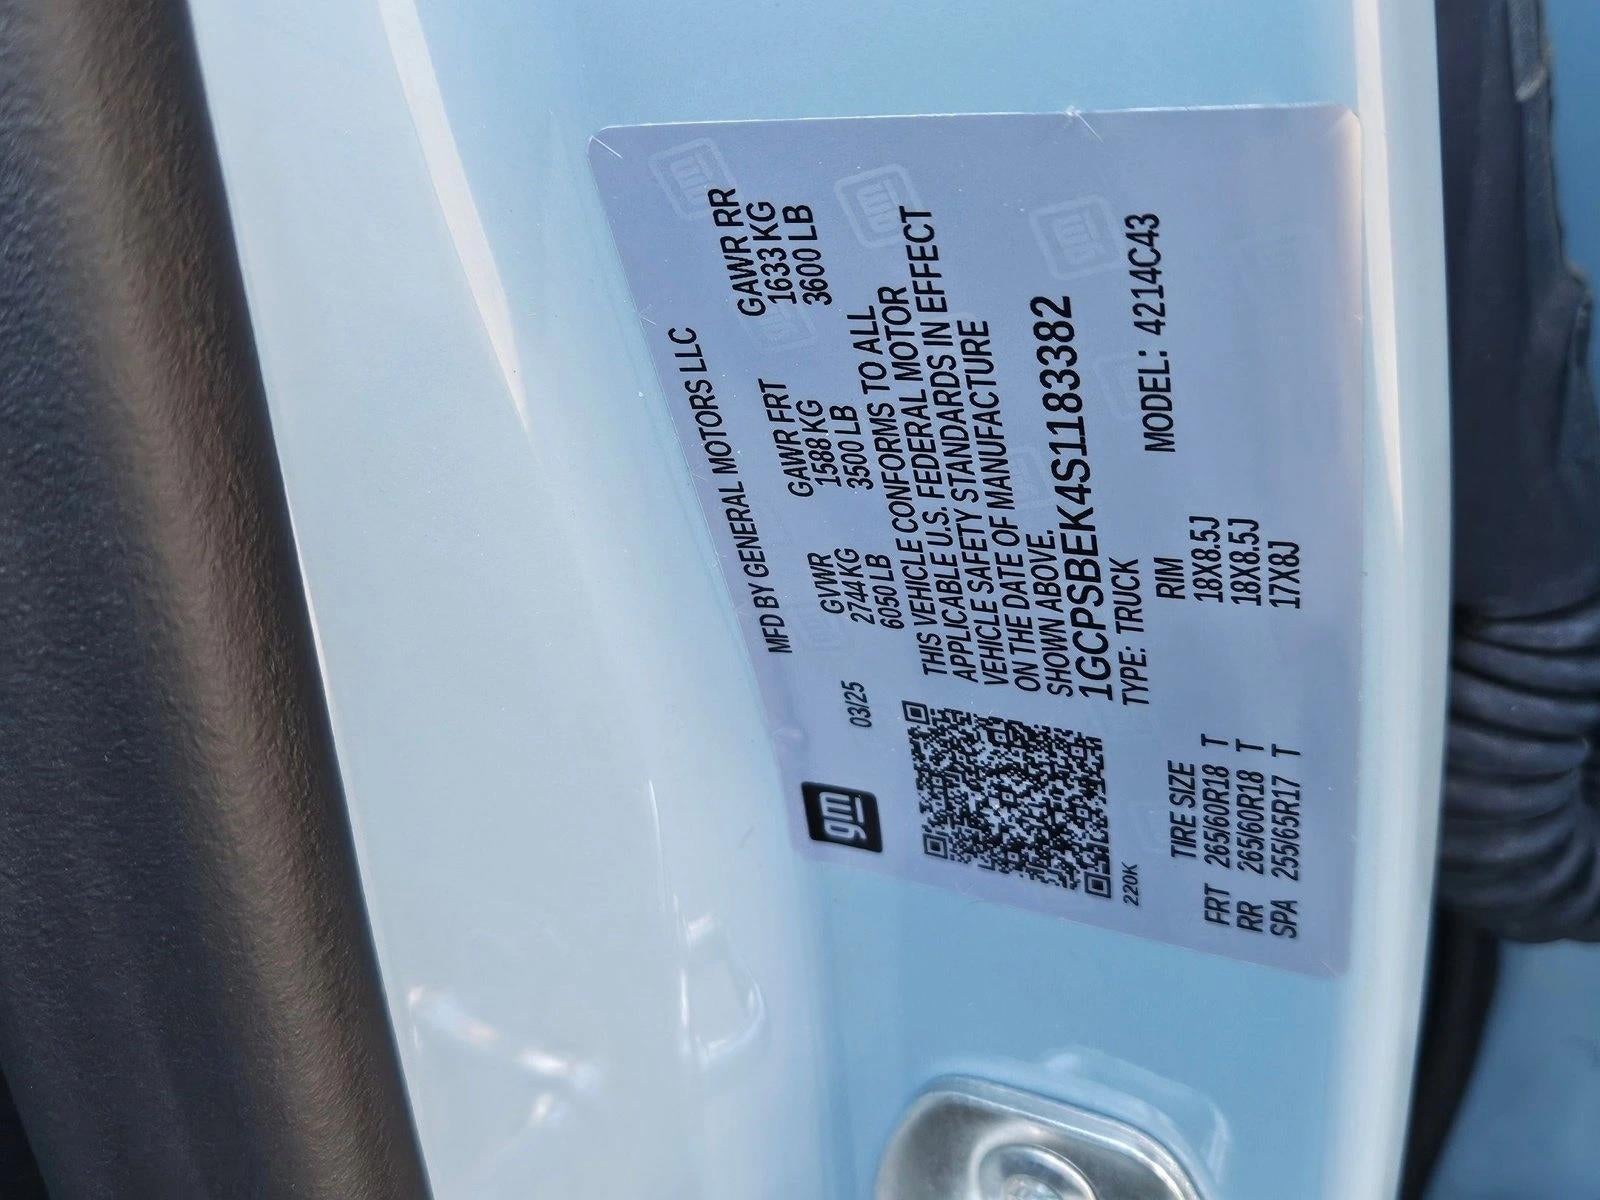 gm
MFD BY GENERAL MOTORS LLC
03/25 GVWR GAWR FRT GAWR RR
2744 KG 1588 KG 1633 KG
6050 LB 3500 LB 3600 LB
THIS VEHICLE CONFORMS TO ALL
APPLICABLE U.S. FEDERAL MOTOR
VEHICLE SAFETY STANDARDS IN EFFECT
ON THE DATE OF MANUFACTURE
SHOWN ABOVE.
1GCPSBEK4S1183382
220K TYPE: TRUCK MODEL: 4214C43
TIRE SIZE RIM
FRT 265/60R18 T 18X8.5J
RR 265/60R18 T 18X8.5J
SPA 255/65R17 T 17X8J